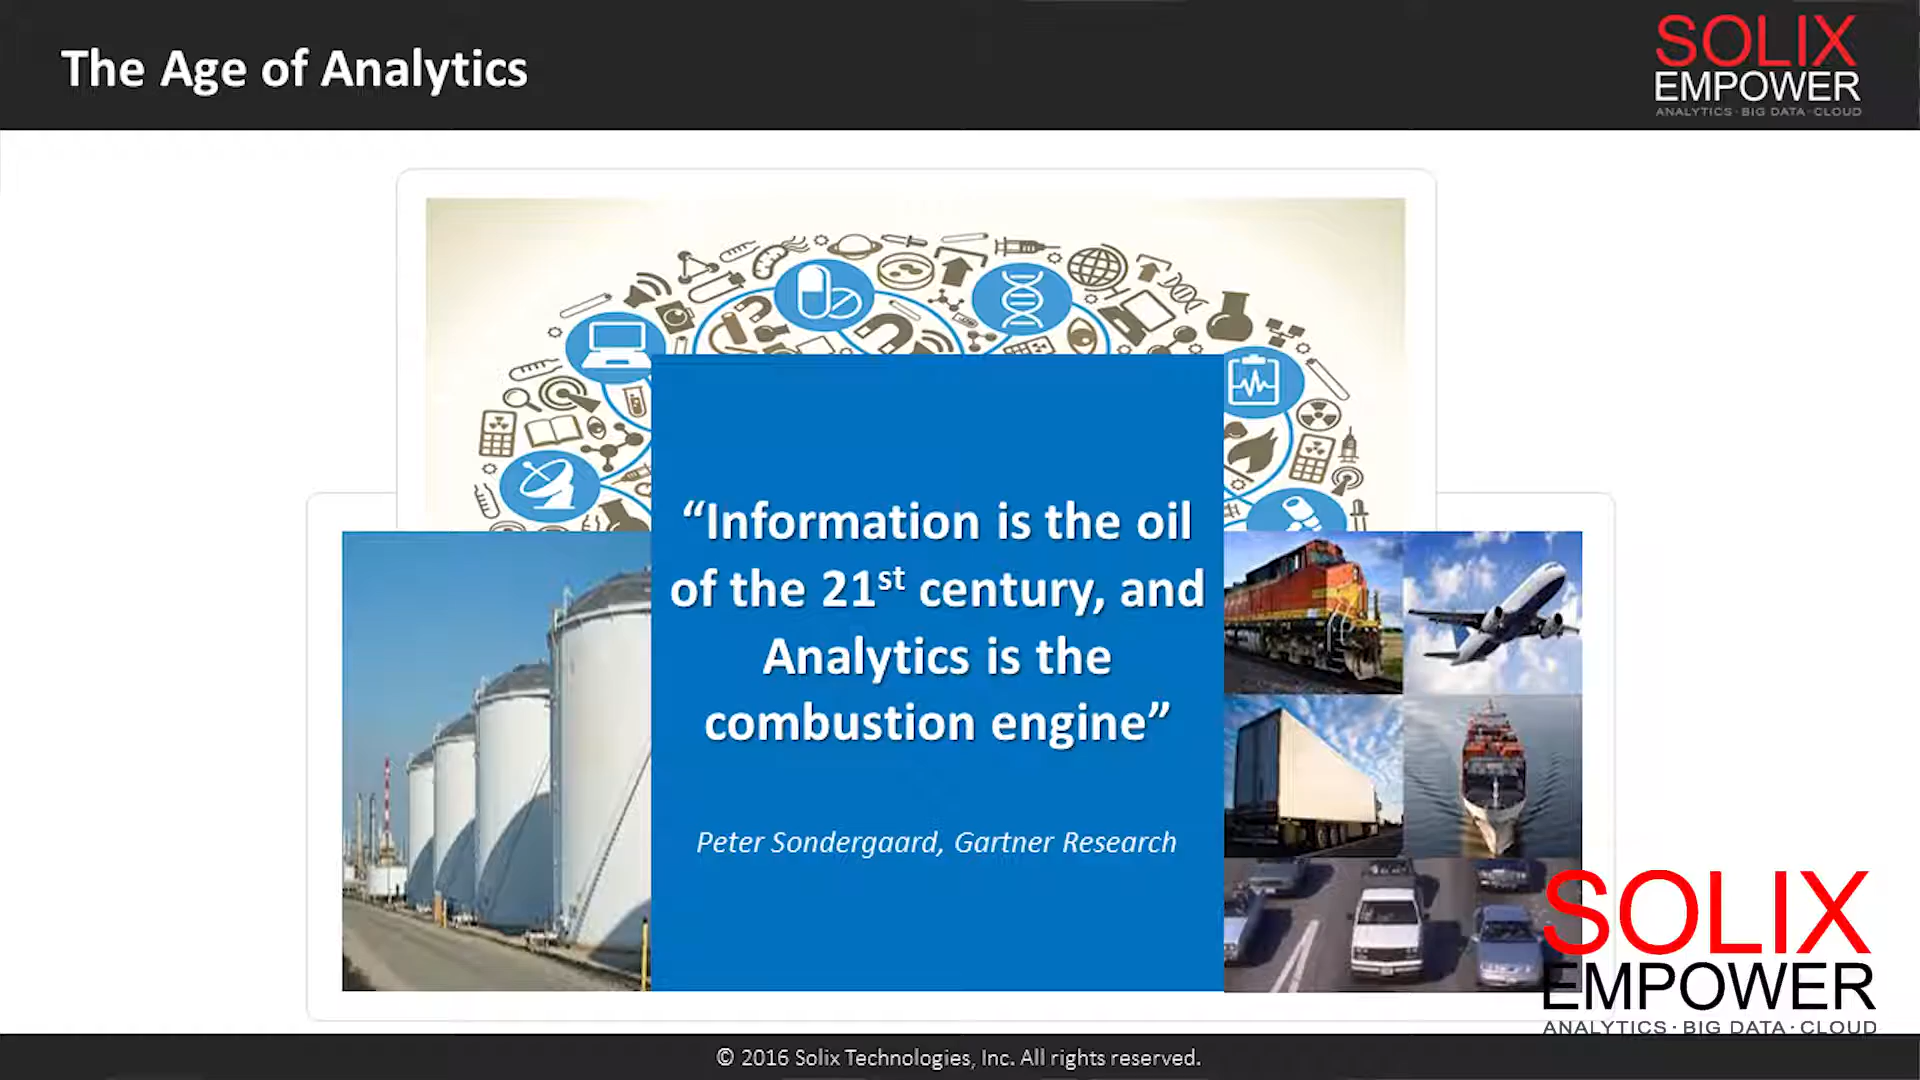 The Age of Analytics
SOLIX
EMPOWER
ANALYTICS · BIG DATA · CLOUD
“Information is the oil
of the 21st century, and
Analytics is the
combustion engine”
Peter Sondergaard, Gartner Research
SOLIX
EMPOWER
ANALYTICS · BIG DATA · CLOUD
© 2016 Solix Technologies, Inc. All rights reserved.